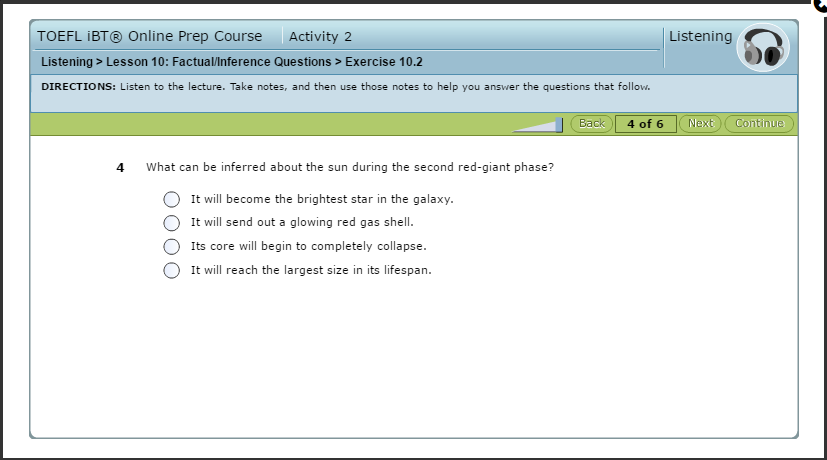 TOEFL iBT® Online Prep Course Activity 2 Listening
Listening > Lesson 10: Factual/Inference Questions > Exercise 10.2
DIRECTIONS: Listen to the lecture. Take notes, and then use those notes to help you answer the questions that follow.
Back 4 of 6 Next Continue
4 What can be inferred about the sun during the second red-giant phase?
It will become the brightest star in the galaxy.
It will send out a glowing red gas shell.
Its core will begin to completely collapse.
It will reach the largest size in its lifespan.